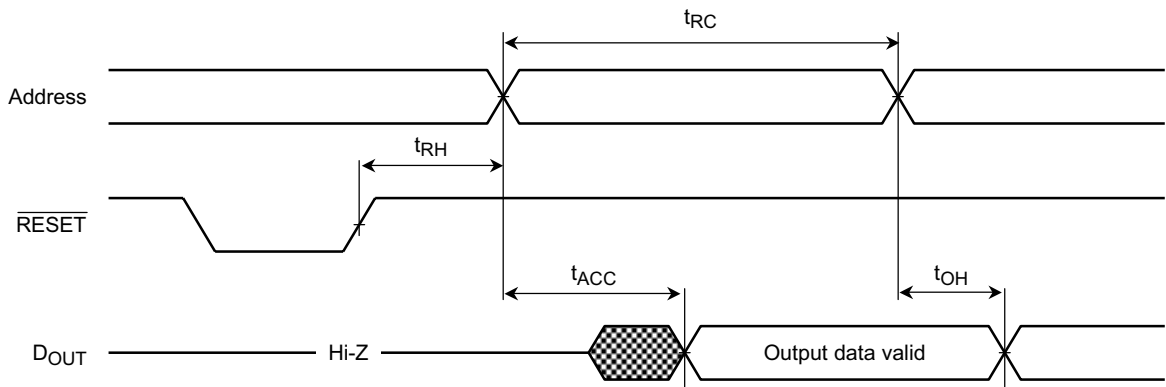 tRC
Address
tRH
RESET
tACC
tOH
DOUT
Hi-Z
Output data valid